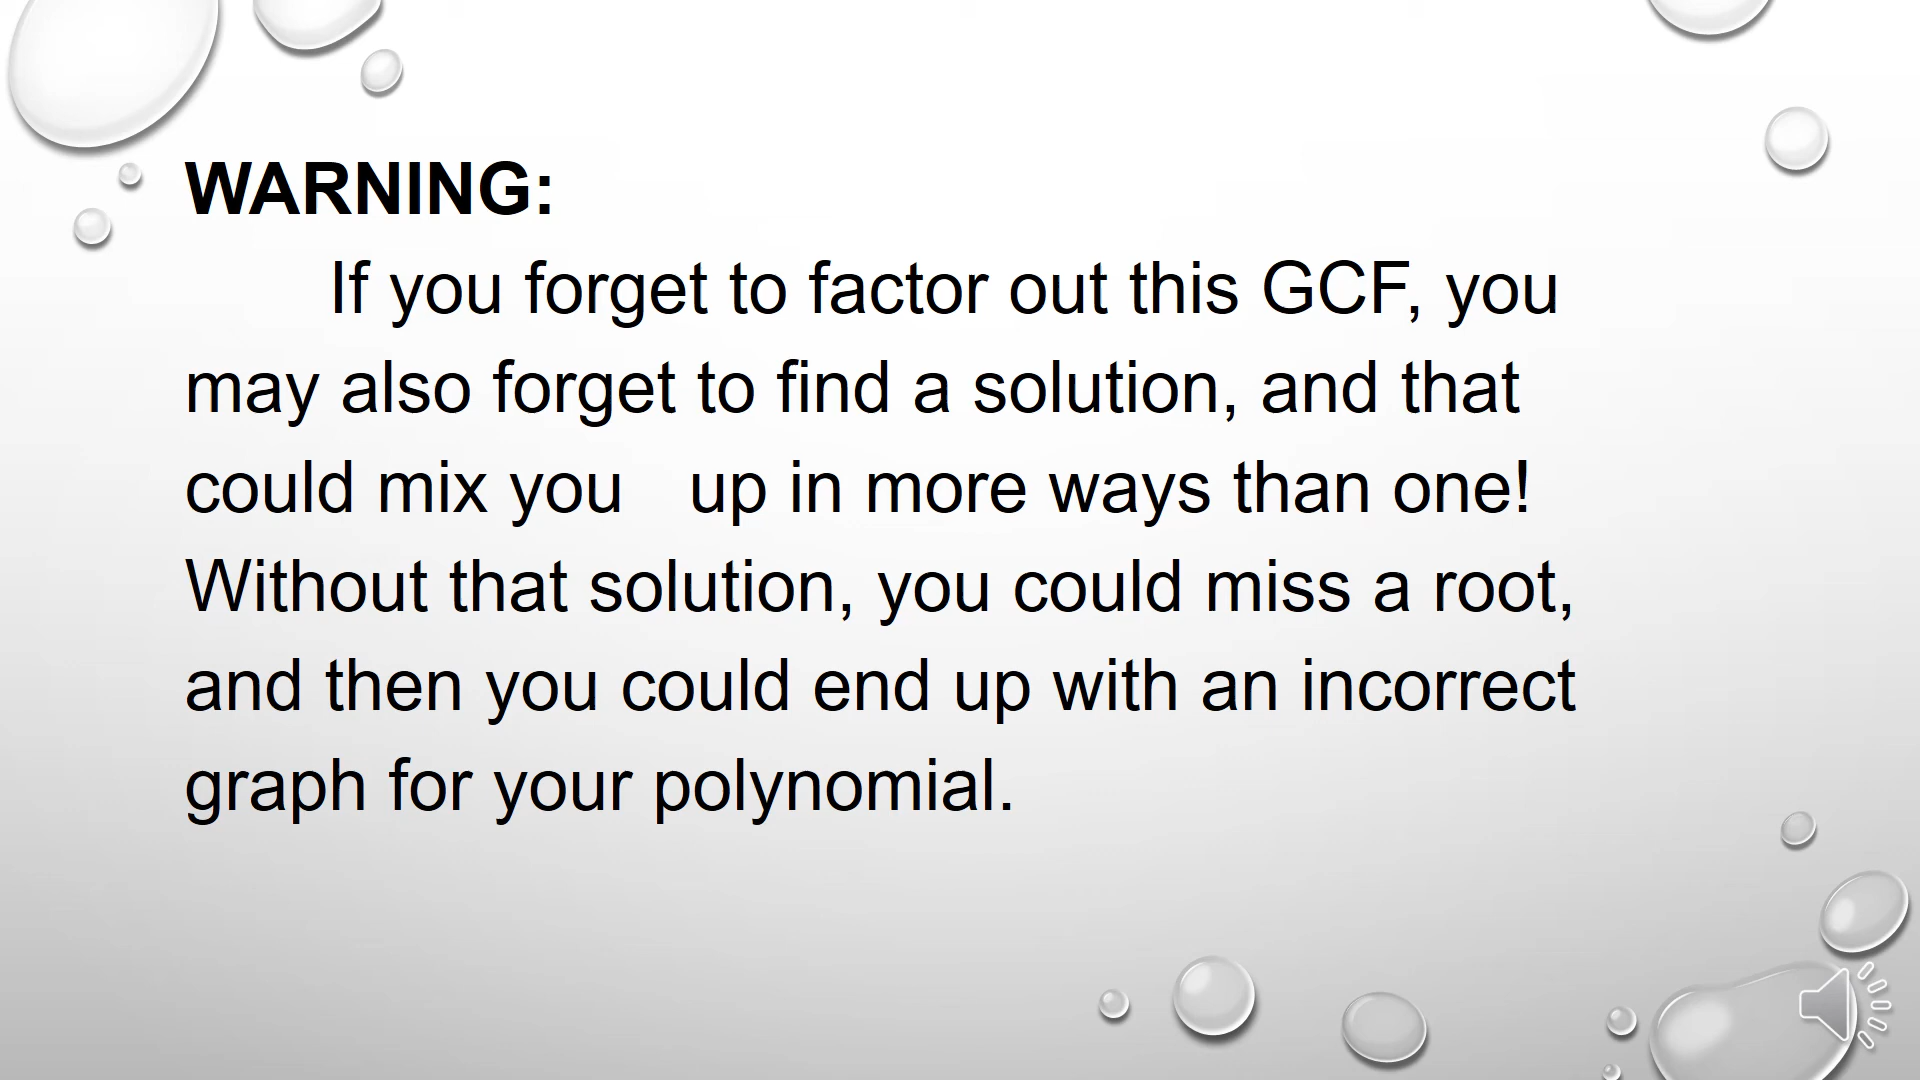 WARNING:
If you forget to factor out this GCF, you
may also forget to find a solution, and that
could mix you up in more ways than one!
Without that solution, you could miss a root,
and then you could end up with an incorrect
graph for your polynomial.